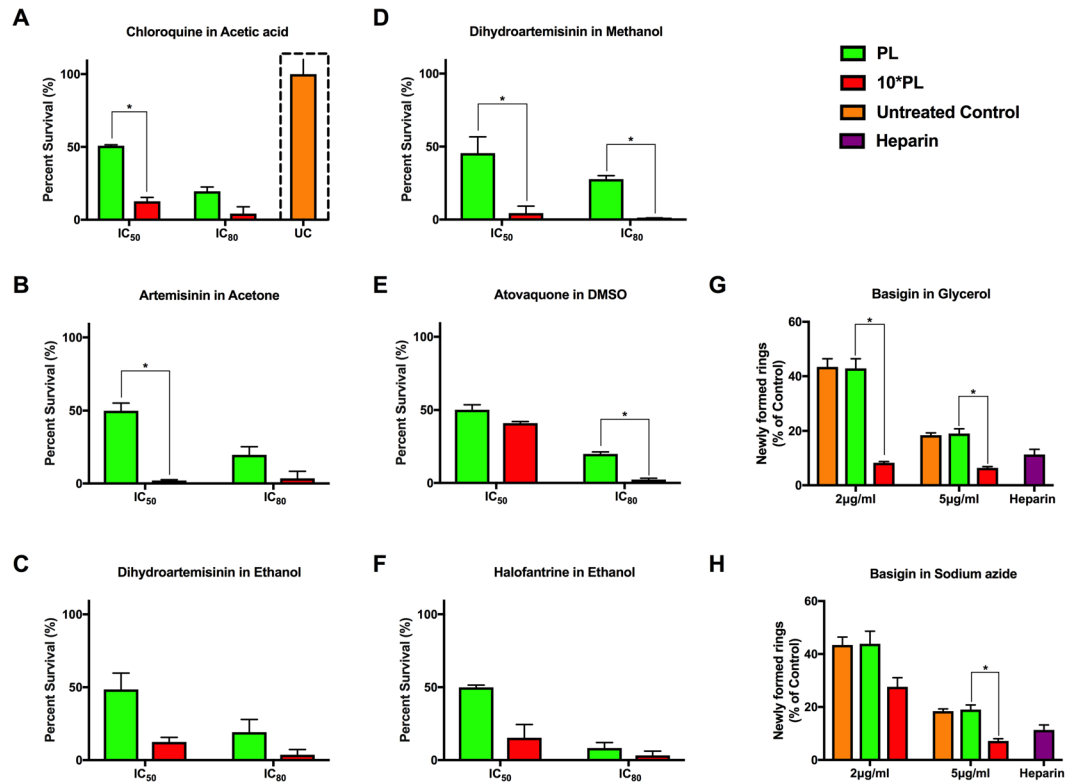 A
Chloroquine in Acetic acid
Percent Survival (%)
100
50
0
*
IC₅₀
IC₈₀
UC
D
Dihydroartemisinin in Methanol
Percent Survival (%)
100
50
0
*
*
IC₅₀
IC₈₀
PL
10*PL
Untreated Control
Heparin
B
Artemisinin in Acetone
Percent Survival (%)
100
50
0
*
IC₅₀
IC₈₀
E
Atovaquone in DMSO
Percent Survival (%)
100
50
0
*
IC₅₀
IC₈₀
G
Basigin in Glycerol
Newly formed rings
(% of Control)
60
40
20
0
*
*
2μg/ml
5μg/ml
Heparin
C
Dihydroartemisinin in Ethanol
Percent Survival (%)
100
50
0
IC₅₀
IC₈₀
F
Halofantrine in Ethanol
Percent Survival (%)
100
50
0
IC₅₀
IC₈₀
H
Basigin in Sodium azide
Newly formed rings
(% of Control)
60
40
20
0
*
2μg/ml
5μg/ml
Heparin